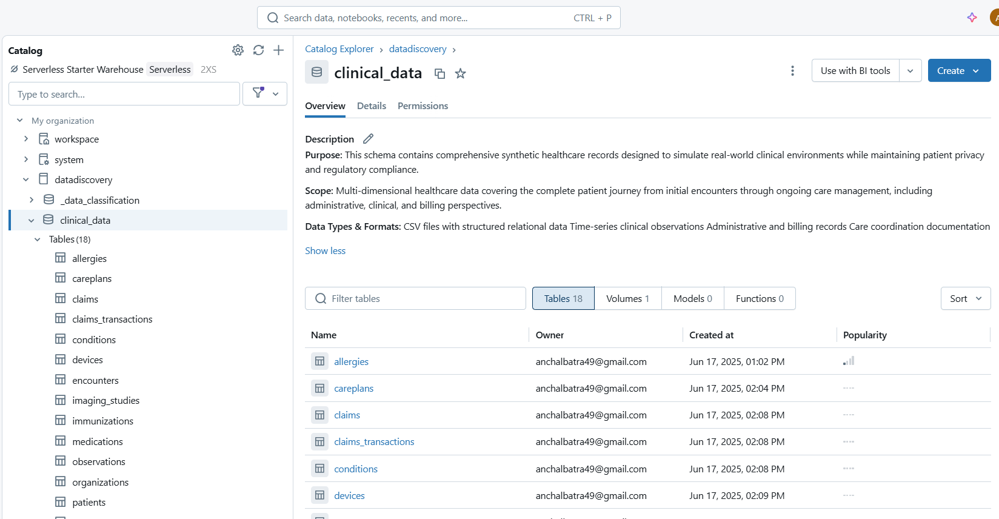 Search data, notebooks, recents, and more... CTRL + P
A
Catalog
Serverless Starter Warehouse Serverless 2XS
Type to search...
My organization
workspace
system
datadiscovery
_data_classification
clinical_data
Tables (18)
allergies
careplans
claims
claims_transactions
conditions
devices
encounters
imaging_studies
immunizations
medications
observations
organizations
patients
Catalog Explorer › datadiscovery ›
clinical_data
Use with BI tools
Create
Overview Details Permissions
Description
Purpose: This schema contains comprehensive synthetic healthcare records designed to simulate real-world clinical environments while maintaining patient privacy
and regulatory compliance.
Scope: Multi-dimensional healthcare data covering the complete patient journey from initial encounters through ongoing care management, including
administrative, clinical, and billing perspectives.
Data Types & Formats: CSV files with structured relational data Time-series clinical observations Administrative and billing records Care coordination documentation
Show less
Filter tables
Tables 18 Volumes 1 Models 0 Functions 0
Sort
Name Owner Created at Popularity
allergies anchalbatra49@gmail.com Jun 17, 2025, 01:02 PM
careplans anchalbatra49@gmail.com Jun 17, 2025, 02:04 PM
claims anchalbatra49@gmail.com Jun 17, 2025, 02:08 PM
claims_transactions anchalbatra49@gmail.com Jun 17, 2025, 02:08 PM
conditions anchalbatra49@gmail.com Jun 17, 2025, 02:08 PM
devices anchalbatra49@gmail.com Jun 17, 2025, 02:09 PM